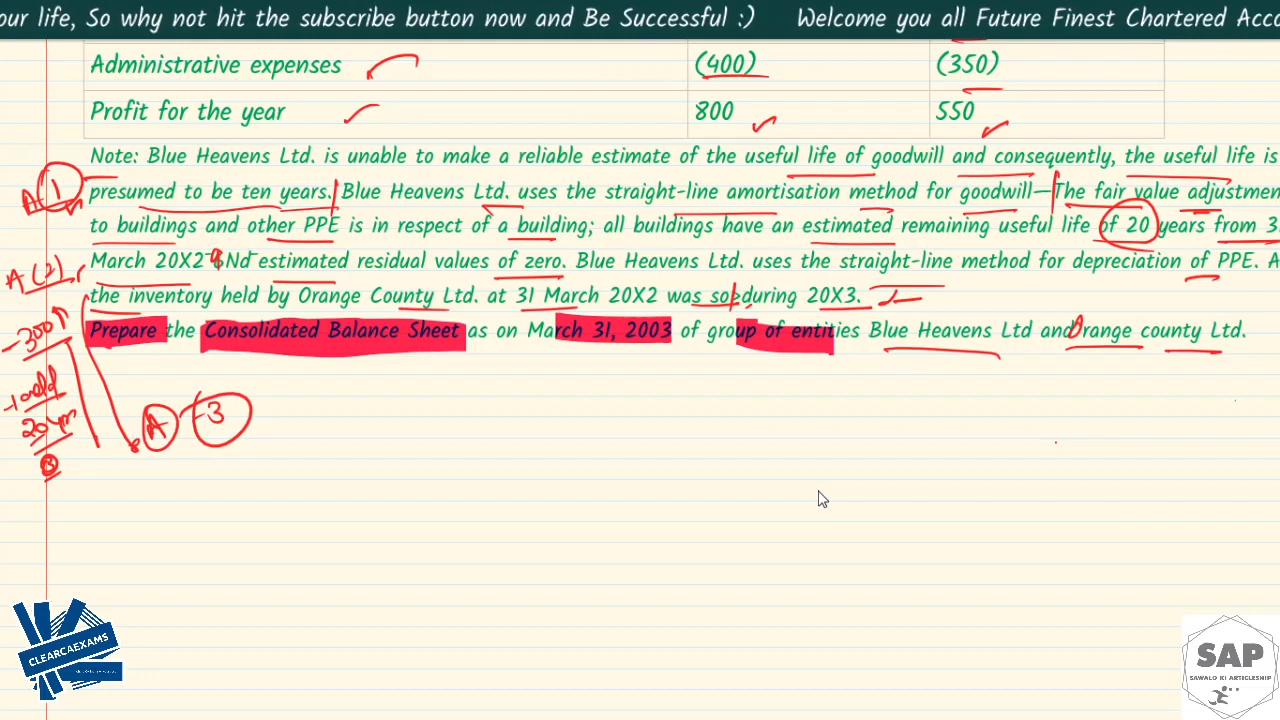 our life, So why not hit the subscribe button now and Be Successful :) Welcome you all Future Finest Chartered Acco
Administrative expenses (400) (350)
Profit for the year 800 550
Note: Blue Heavens Ltd. is unable to make a reliable estimate of the useful life of goodwill and consequently, the useful life is
presumed to be ten years. Blue Heavens Ltd. uses the straight-line amortisation method for goodwill—The fair value adjustmen
to buildings and other PPE is in respect of a building; all buildings have an estimated remaining useful life of 20 years from 3
March 20X2 Nd estimated residual values of zero. Blue Heavens Ltd. uses the straight-line method for depreciation of PPE. A
the inventory held by Orange County Ltd. at 31 March 20X2 was during 20X3.
Prepare the Consolidated Balance Sheet as on March 31, 2003 of group of entities Blue Heavens Ltd and Orange county Ltd.
A 1
A (2)
-300
20
A -3
CLEARCAEXAMS
SAP
SAWALO KI ARTICLESHIP